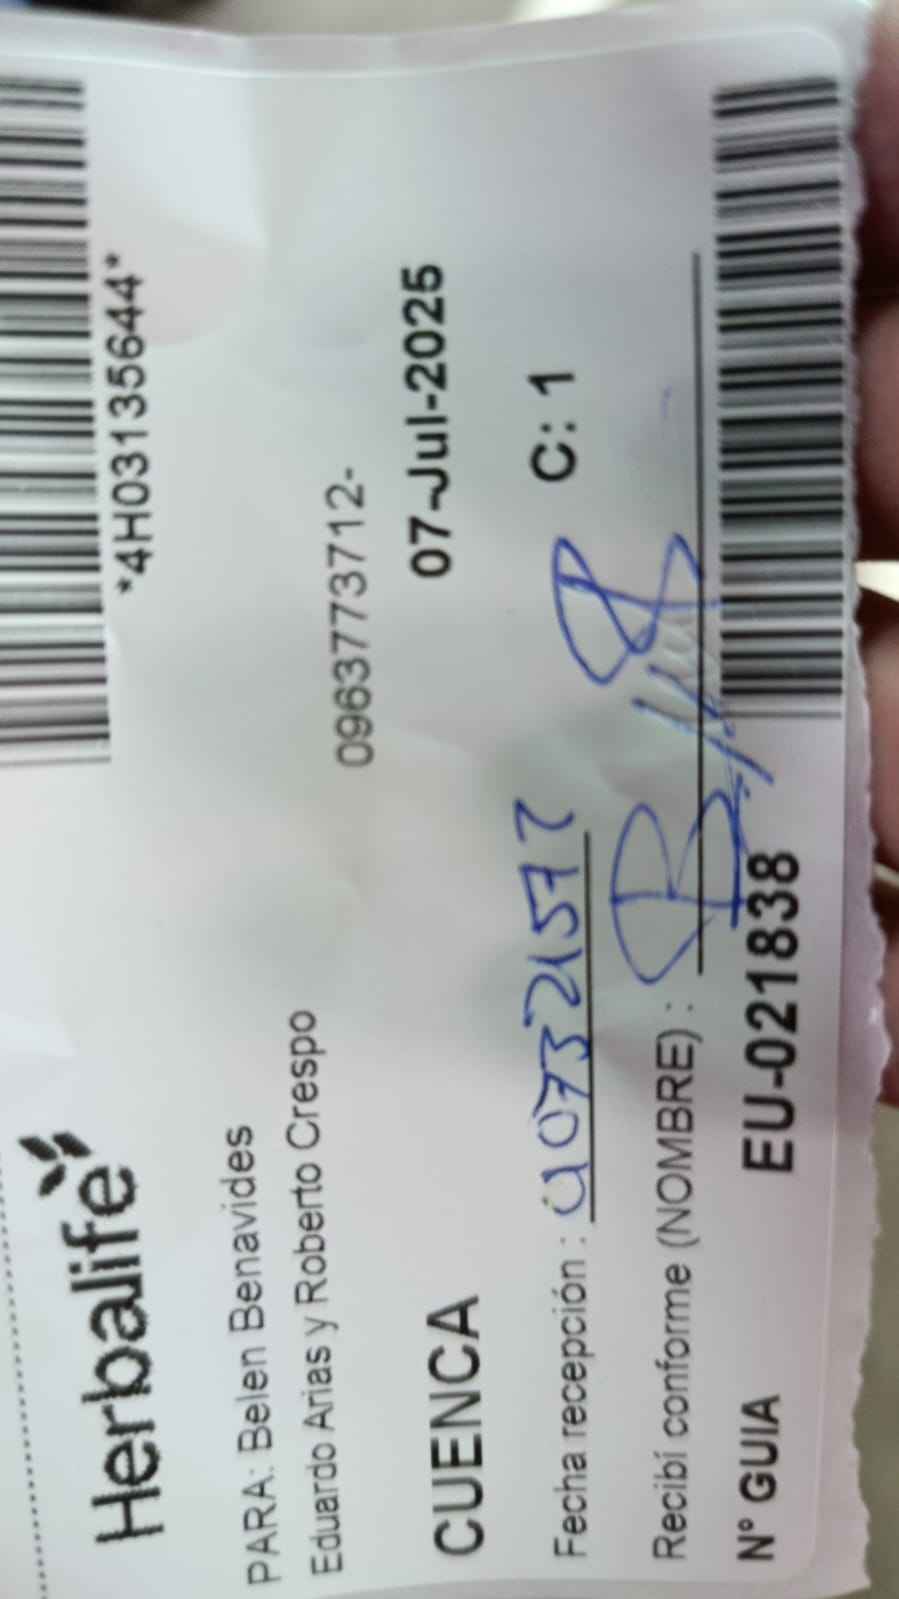 Herbalife
*4H03135644*
PARA: Belen Benavides
Eduardo Arias y Roberto Crespo
0963773712-
CUENCA
07-Jul-2025
Fecha recepción :
C: 1
Recibí conforme (NOMBRE) :
N° GUIA
EU-021838